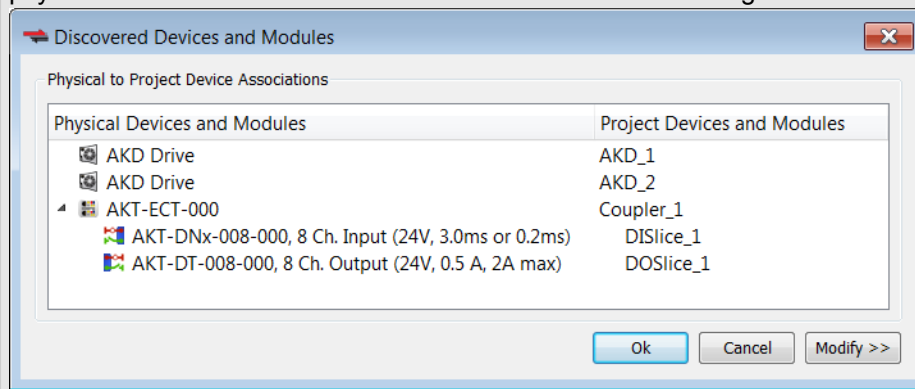 Discovered Devices and Modules
Physical to Project Device Associations
Physical Devices and Modules Project Devices and Modules
AKD Drive AKD_1
AKD Drive AKD_2
AKT-ECT-000 Coupler_1
AKT-DNx-008-000, 8 Ch. Input (24V, 3.0ms or 0.2ms) DISlice_1
AKT-DT-008-000, 8 Ch. Output (24V, 0.5 A, 2A max) DOSlice_1
Ok Cancel Modify >>